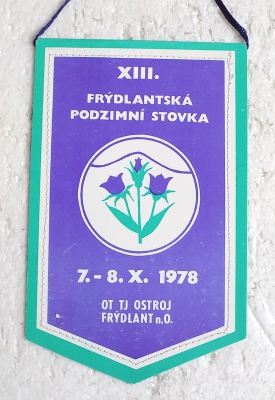 XIII.
FRÝDLANTSKÁ
PODZIMNÍ STOVKA
7. - 8. X. 1978
OT TJ OSTROJ
FRÝDLANT n.O.